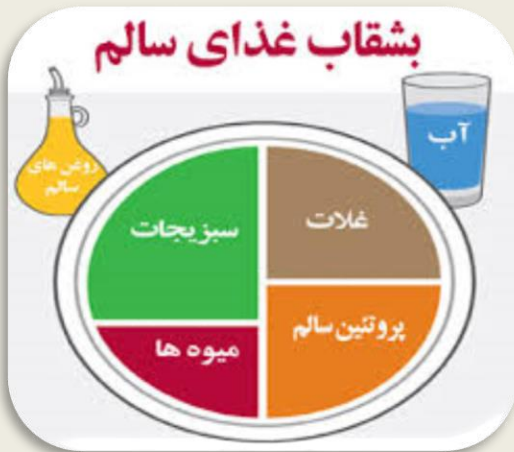 بشقاب غذای سالم
روغن های
سالم
آب
غلات
سبزیجات
پروتئین سالم
میوه ها